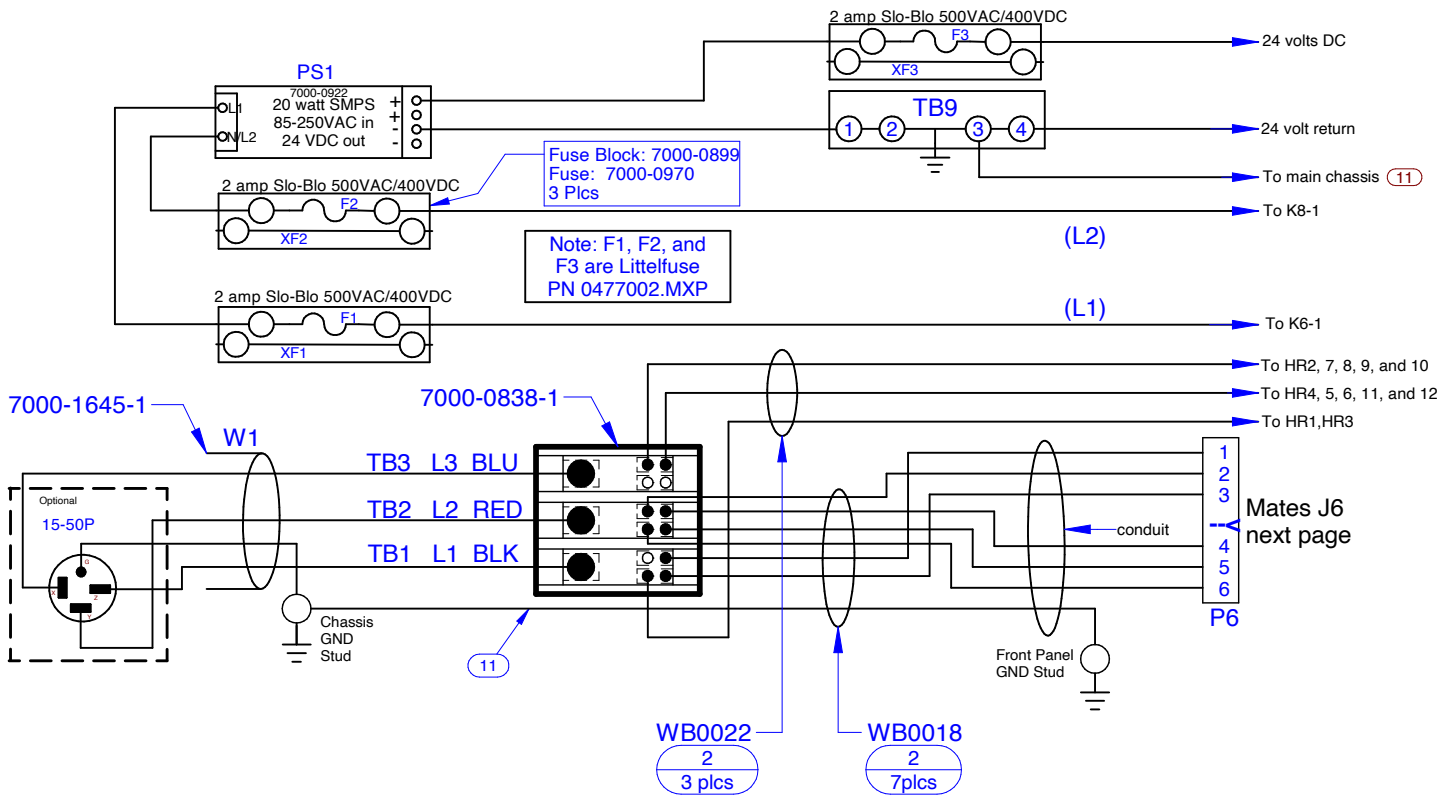 2 amp Slo-Blo 500VAC/400VDC
F3
XF3
24 volts DC
PS1
7000-0922
20 watt SMPS
85-250VAC in
24 VDC out
L1
N/L2
+
+
-
-
TB9
1 2 3 4
24 volt return
To main chassis 11
Fuse Block: 7000-0899
Fuse: 7000-0970
3 Plcs
2 amp Slo-Blo 500VAC/400VDC
F2
XF2
To K8-1
(L2)
Note: F1, F2, and
F3 are Littelfuse
PN 0477002.MXP
2 amp Slo-Blo 500VAC/400VDC
F1
XF1
(L1)
To K6-1
To HR2, 7, 8, 9, and 10
To HR4, 5, 6, 11, and 12
To HR1,HR3
7000-1645-1
W1
7000-0838-1
TB3 L3 BLU
TB2 L2 RED
TB1 L1 BLK
Optional
15-50P
G
X
Z
Y
Chassis
GND
Stud
11
conduit
1
2
3
4
5
6
P6
Mates J6
next page
Front Panel
GND Stud
WB0022
2
3 plcs
WB0018
2
7plcs